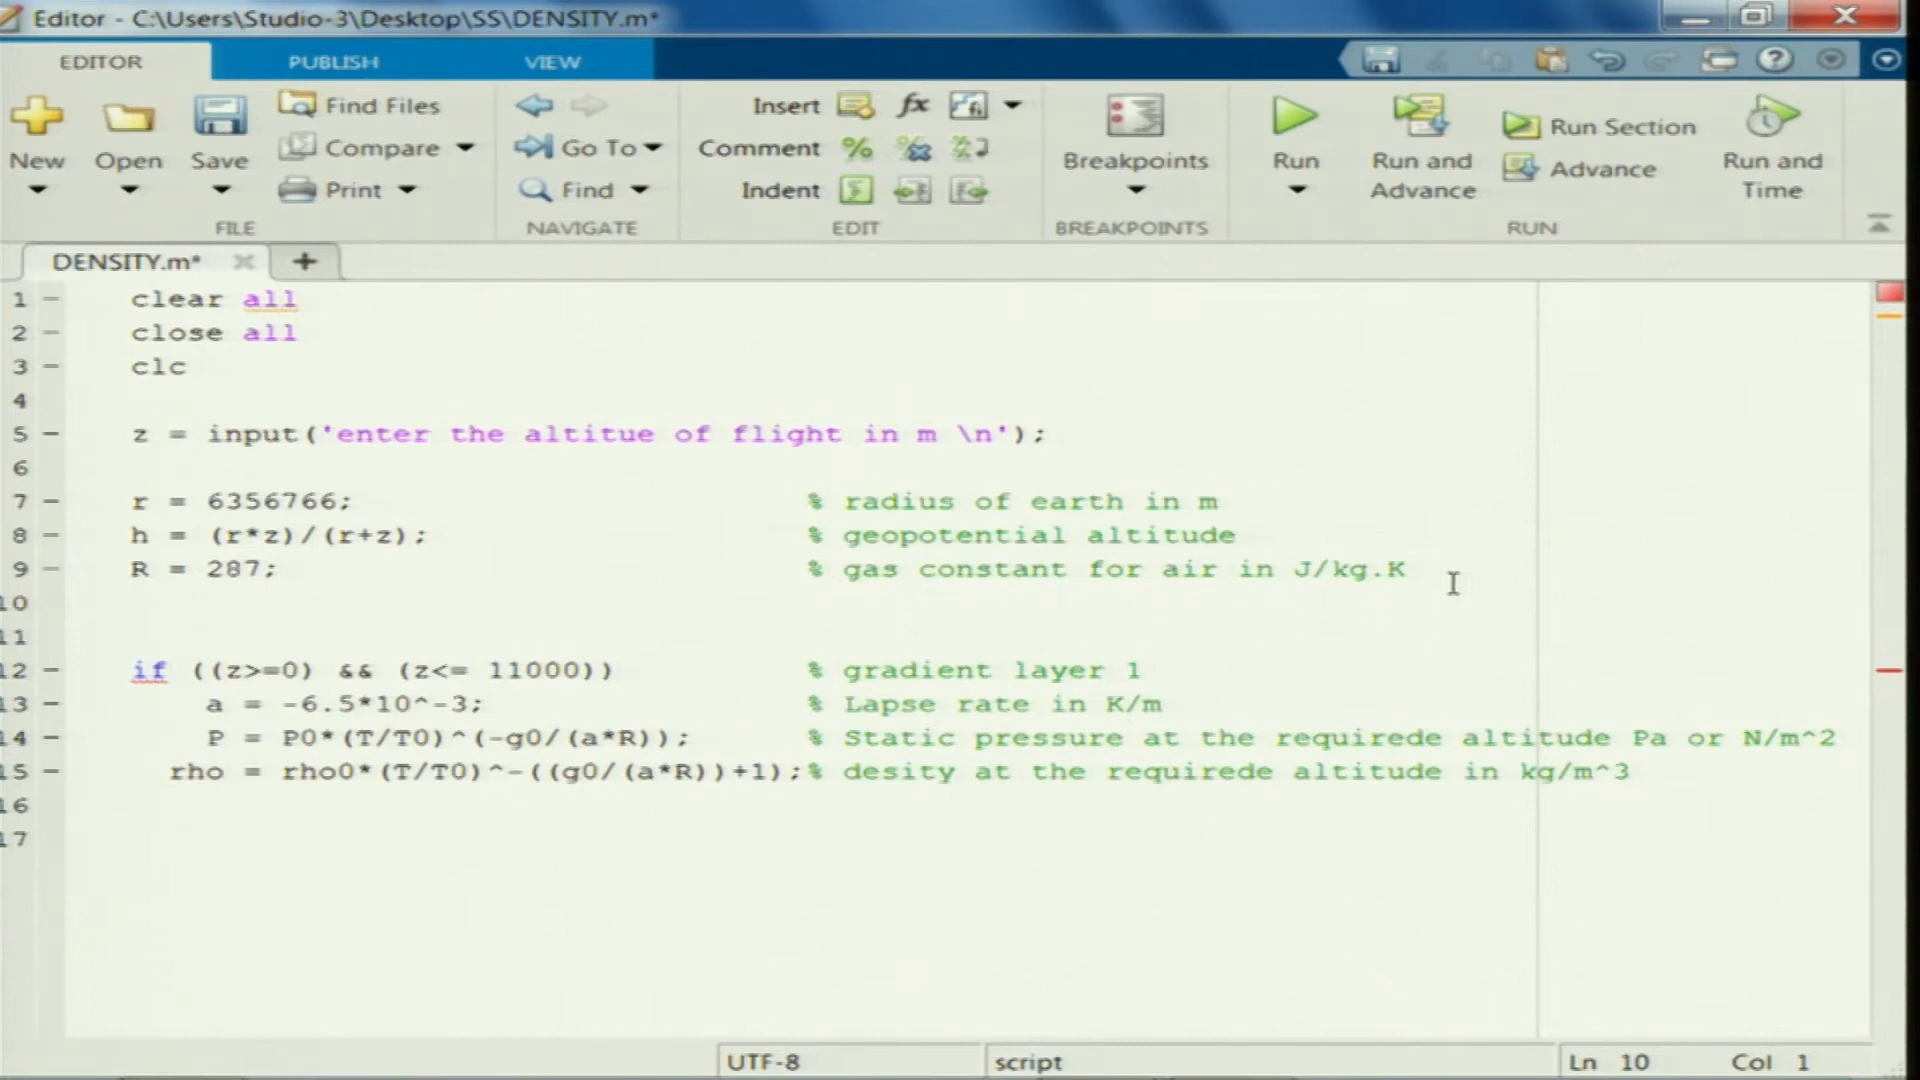 Editor - C:\Users\Studio-3\Desktop\SS\DENSITY.m*
EDITOR PUBLISH VIEW
New Open Save Find Files Compare Print
Go To Find
Insert fx
Comment
Indent
Breakpoints
Run Run and Advance Run Section Advance Run and Time
FILE NAVIGATE EDIT BREAKPOINTS RUN
DENSITY.m*
1 clear all
2 close all
3 clc
4
5 z = input('enter the altitue of flight in m \n');
6
7 r = 6356766; % radius of earth in m
8 h = (r*z)/(r+z); % geopotential altitude
9 R = 287; % gas constant for air in J/kg.K
10
11
12 if ((z>=0) && (z<= 11000)) % gradient layer 1
13 a = -6.5*10^-3; % Lapse rate in K/m
14 P = P0*(T/T0)^(-g0/(a*R)); % Static pressure at the requirede altitude Pa or N/m^2
15 rho = rho0*(T/T0)^-((g0/(a*R))+1);% desity at the requirede altitude in kg/m^3
16
17
UTF-8 script Ln 10 Col 1